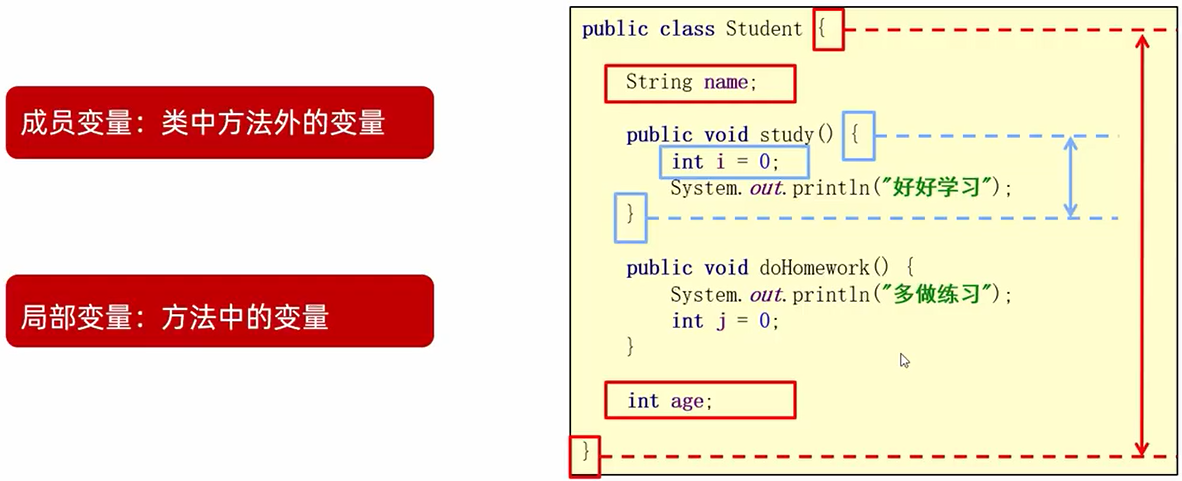 成员变量：类中方法外的变量
局部变量：方法中的变量
public class Student {
String name;
public void study() {
int i = 0;
System.out.println("好好学习");
}
public void doHomework() {
System.out.println("多做练习");
int j = 0;
}
int age;
}